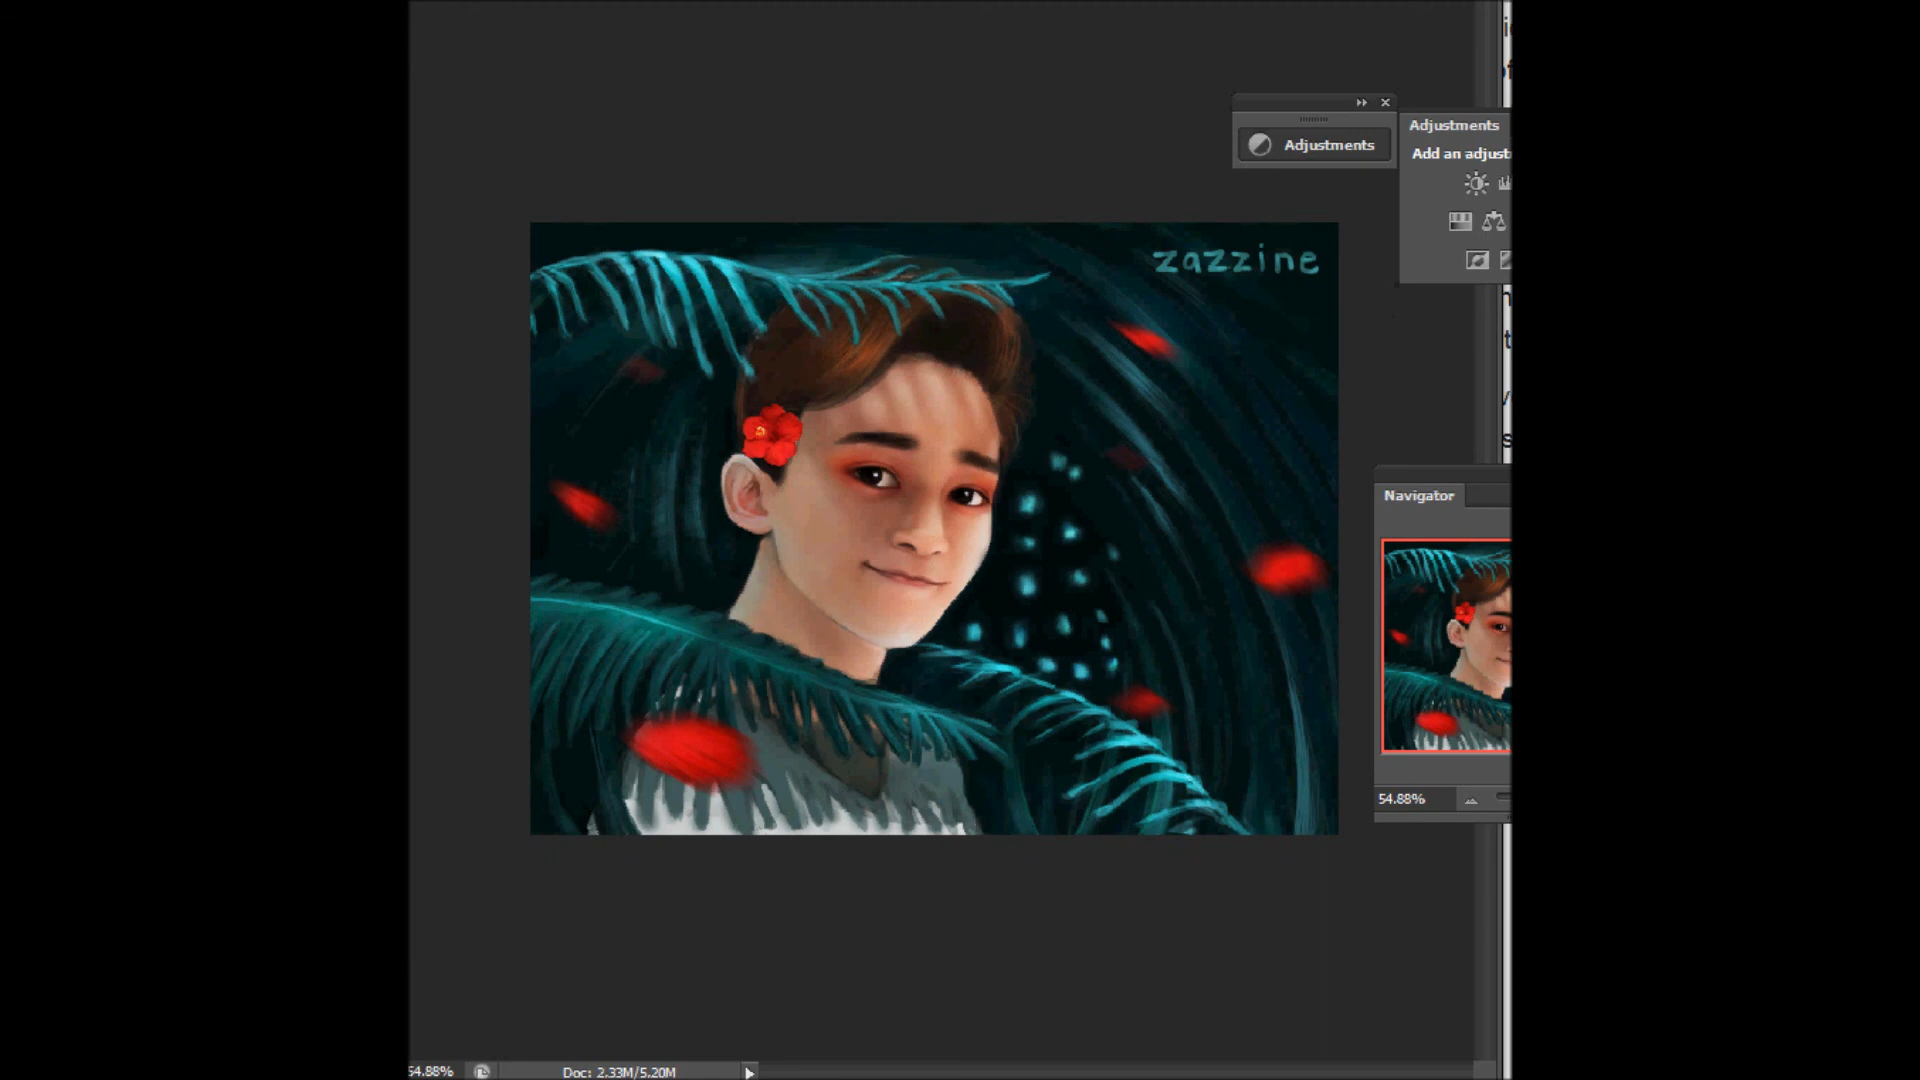 Adjustments
Adjustments
Add an adjust
zazzine
Navigator
54.88%
54.88%
Doc: 2.33M/5.20M